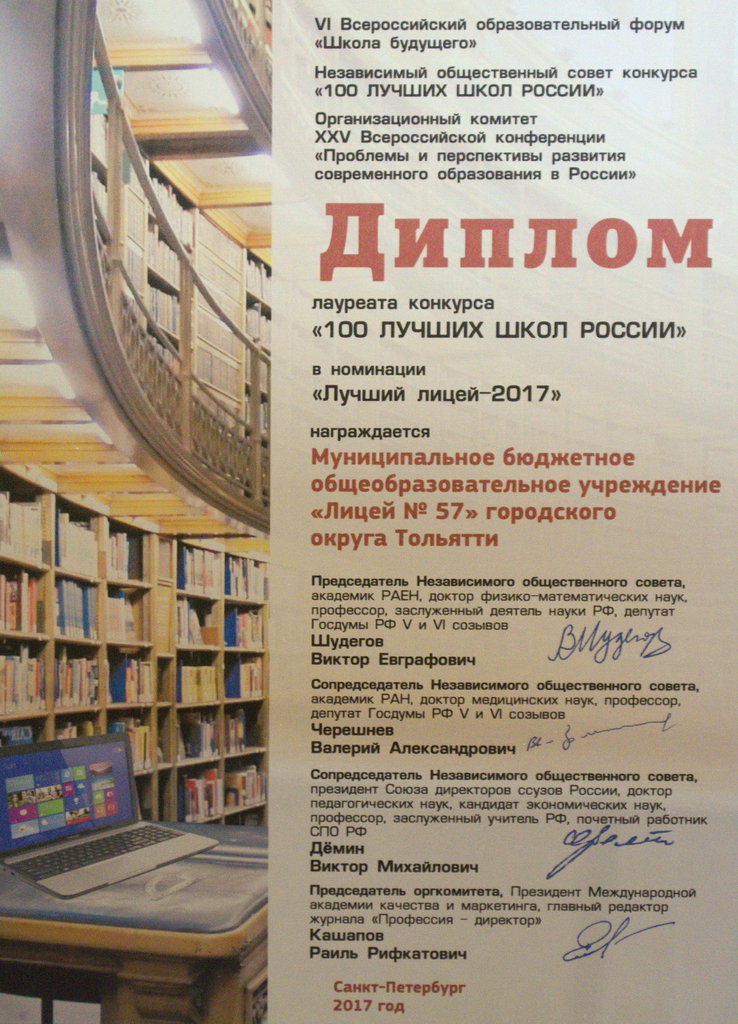 VI Всероссийский образовательный форум
«Школа будущего»
Независимый общественный совет конкурса
«100 ЛУЧШИХ ШКОЛ РОССИИ»
Организационный комитет
XXV Всероссийской конференции
«Проблемы и перспективы развития
современного образования в России»
Диплом
лауреата конкурса
«100 ЛУЧШИХ ШКОЛ РОССИИ»
в номинации
«Лучший лицей-2017»
награждается
Муниципальное бюджетное
общеобразовательное учреждение
«Лицей № 57» городского
округа Тольятти
Председатель Независимого общественного совета,
академик РАЕН, доктор физико-математических наук,
профессор, заслуженный деятель науки РФ, депутат
Госдумы РФ V и VI созывов
Шудегов
Виктор Евграфович
Сопредседатель Независимого общественного совета,
академик РАН, доктор медицинских наук, профессор,
депутат Госдумы РФ V и VI созывов
Черешнев
Валерий Александрович
Сопредседатель Независимого общественного совета,
президент Союза директоров ссузов России, доктор
педагогических наук, кандидат экономических наук,
профессор, заслуженный учитель РФ, почетный работник
СПО РФ
Дёмин
Виктор Михайлович
Председатель оргкомитета, Президент Международной
академии качества и маркетинга, главный редактор
журнала «Профессия – директор»
Кашапов
Раиль Рифкатович
Санкт-Петербург
2017 год